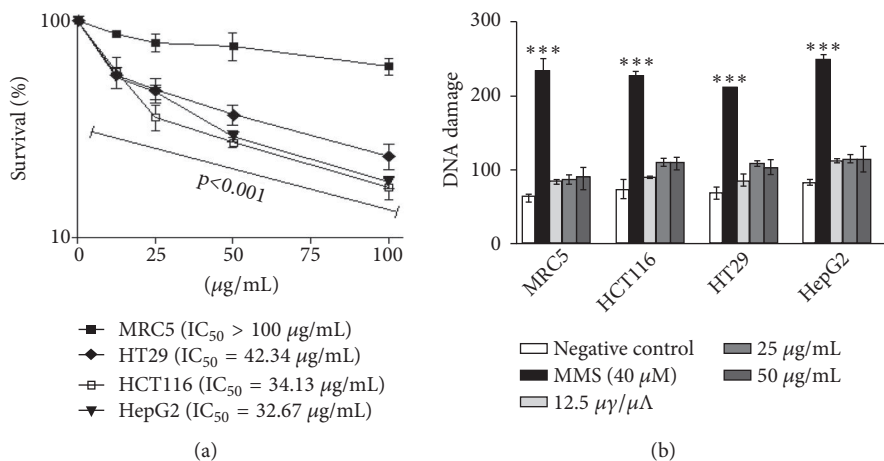 100
10
Survival (%)
p<0.001
0 25 50 75 100
(μg/mL)
MRC5 (IC50 > 100 μg/mL)
HT29 (IC50 = 42.34 μg/mL)
HCT116 (IC50 = 34.13 μg/mL)
HepG2 (IC50 = 32.67 μg/mL)
(a)
300
200
100
0
DNA damage
*** *** *** ***
MRC5 HCT116 HT29 HepG2
Negative control
MMS (40 μM)
12.5 μγ/μΛ
25 μg/mL
50 μg/mL
(b)